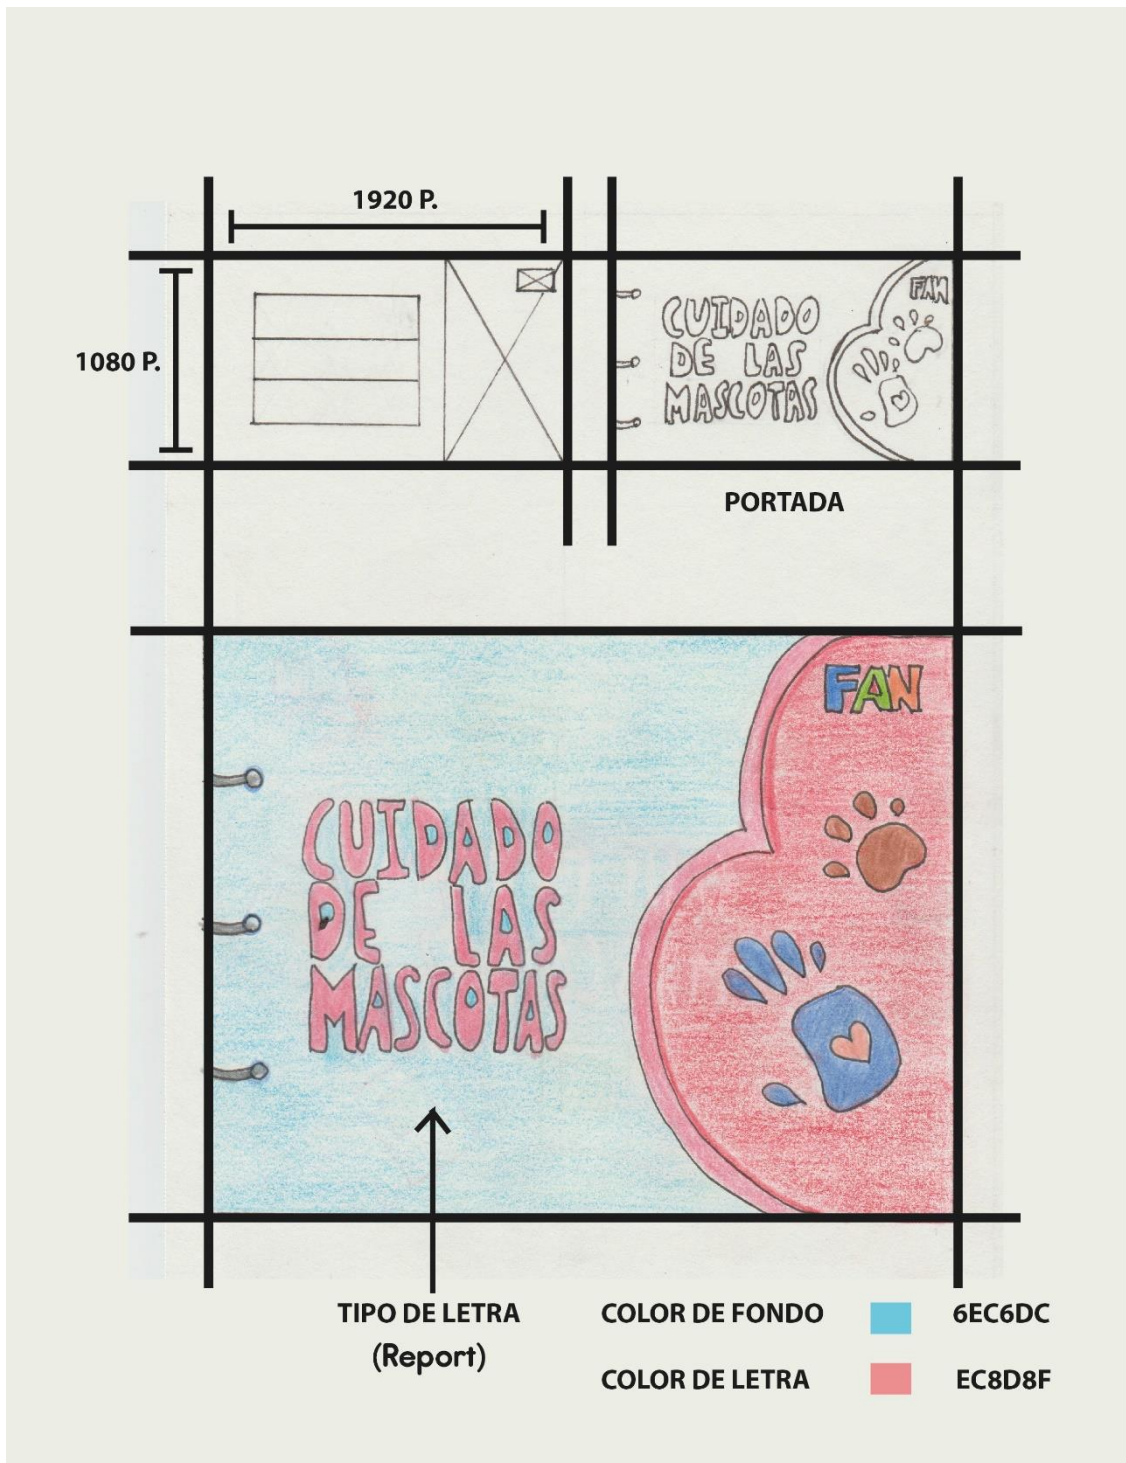 1920 P.
1080 P.
FAN
CUIDADO
DE LAS
MASCOTAS
PORTADA
FAN
CUIDADO
DE LAS
MASCOTAS
TIPO DE LETRA
(Report)
COLOR DE FONDO
6EC6DC
COLOR DE LETRA
EC8D8F